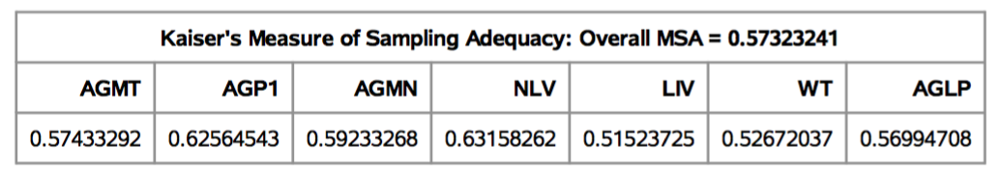 Kaiser's Measure of Sampling Adequacy: Overall MSA = 0.57323241
AGMT AGP1 AGMN NLV LIV WT AGLP
0.57433292 0.62564543 0.59233268 0.63158262 0.51523725 0.52672037 0.56994708